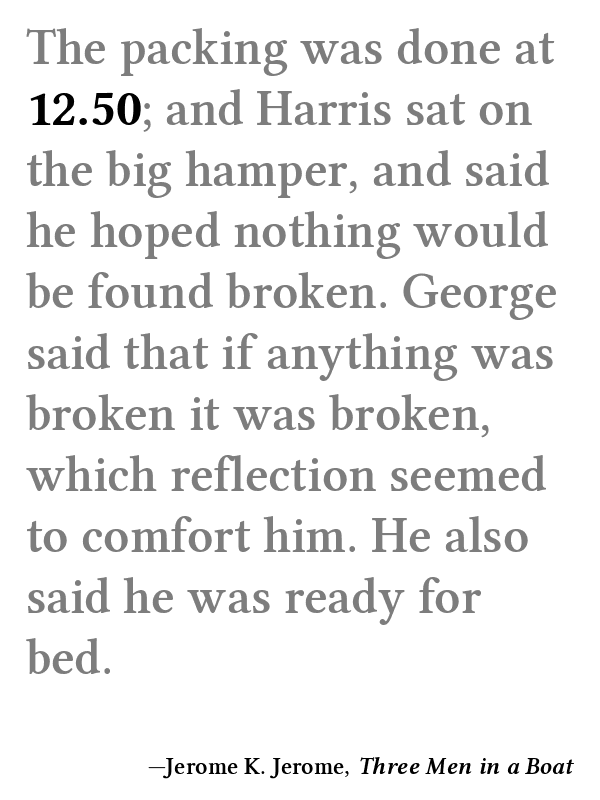 The packing was done at
12.50; and Harris sat on
the big hamper, and said
he hoped nothing would
be found broken. George
said that if anything was
broken it was broken,
which reflection seemed
to comfort him. He also
said he was ready for
bed.
—Jerome K. Jerome, Three Men in a Boat